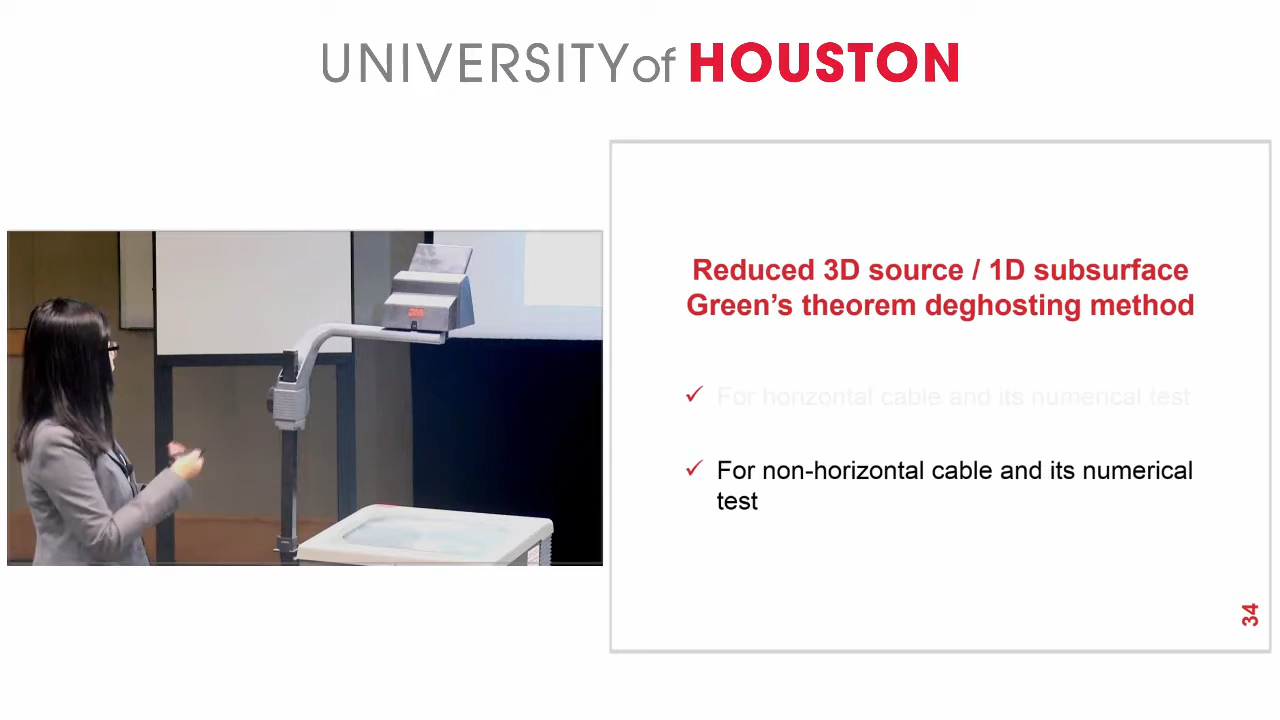 UNIVERSITY of HOUSTON
Reduced 3D source / 1D subsurface
Green’s theorem deghosting method
✓ For horizontal cable and its numerical test
✓ For non-horizontal cable and its numerical
test
34
3M